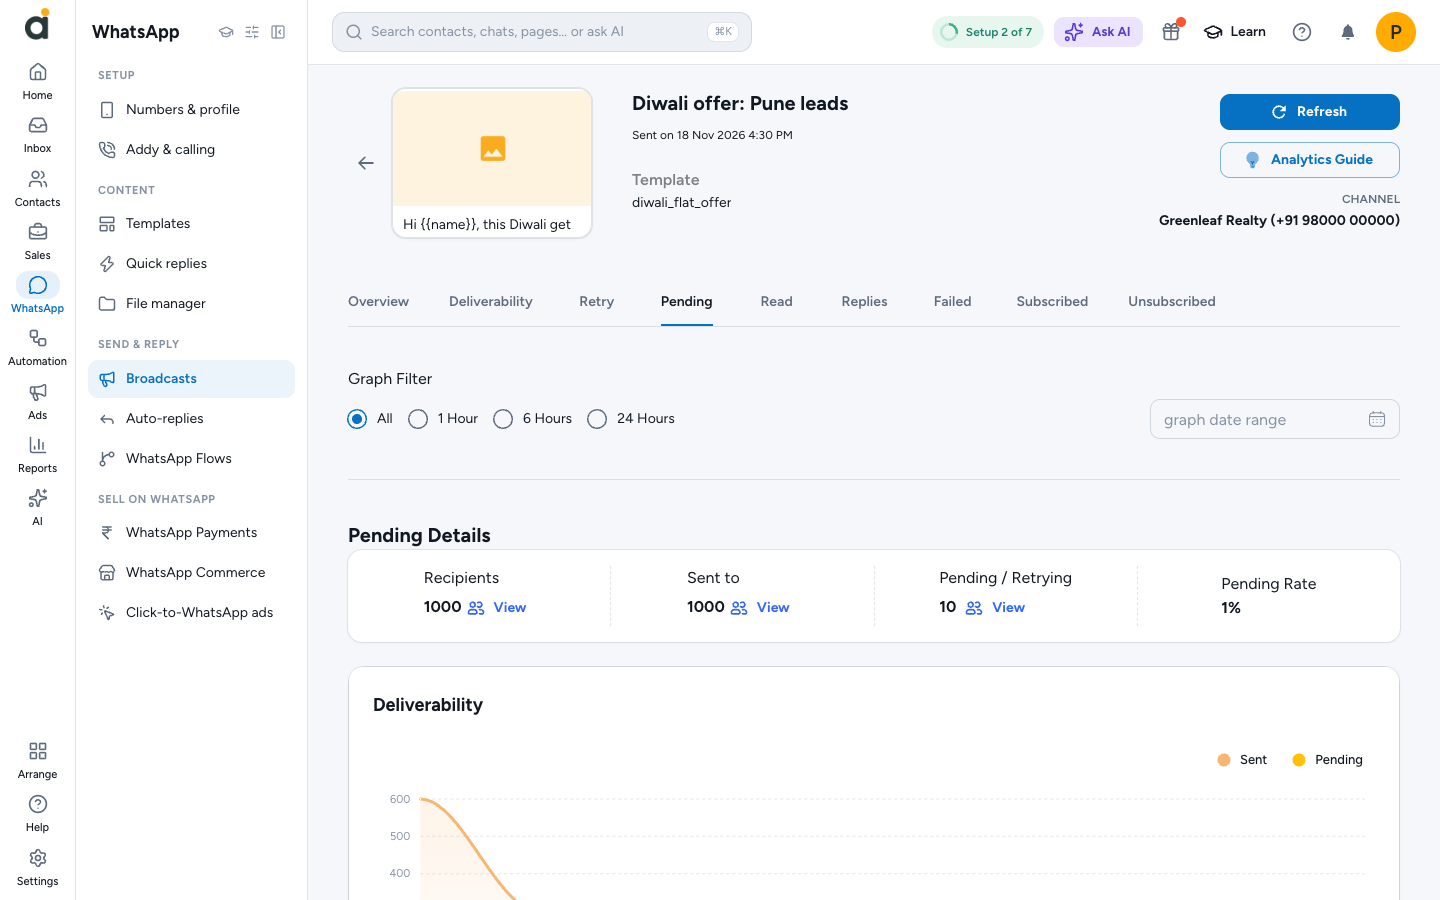 WhatsApp
Search contacts, chats, pages... or ask AI
⌘K
Setup 2 of 7
Ask AI
Learn
P
Home
Inbox
Contacts
Sales
WhatsApp
Automation
Ads
Reports
AI
Arrange
Help
Settings
SETUP
Numbers & profile
Addy & calling
CONTENT
Templates
Quick replies
File manager
SEND & REPLY
Broadcasts
Auto-replies
WhatsApp Flows
SELL ON WHATSAPP
WhatsApp Payments
WhatsApp Commerce
Click-to-WhatsApp ads
Hi {{name}}, this Diwali get
Diwali offer: Pune leads
Sent on 18 Nov 2026 4:30 PM
Template
diwali_flat_offer
Refresh
Analytics Guide
CHANNEL
Greenleaf Realty (+91 98000 00000)
Overview Deliverability Retry Pending Read Replies Failed Subscribed Unsubscribed
Graph Filter
All 1 Hour 6 Hours 24 Hours
graph date range
Pending Details
Recipients
1000 View
Sent to
1000 View
Pending / Retrying
10 View
Pending Rate
1%
Deliverability
Sent Pending
600
500
400